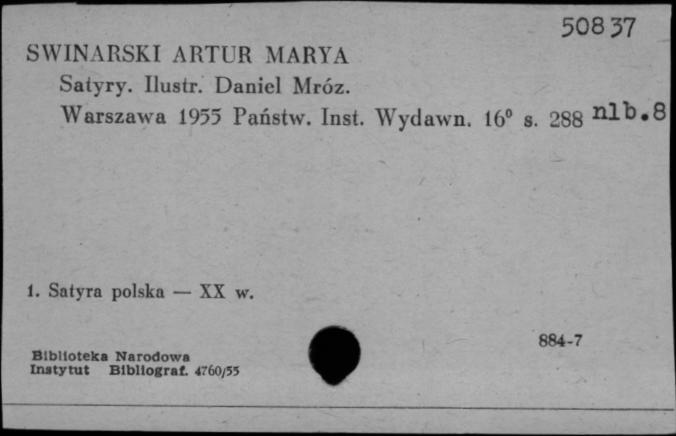 50837
SWINARSKI ARTUR MARYA
Satyry. Ilustr. Daniel Mróz.
Warszawa 1955 Państw. Inst. Wydawn. 16⁰ s. 288 nlb.8
1. Satyra polska — XX w.
884-7
Biblioteka Narodowa
Instytut Bibliograf. 4760/55